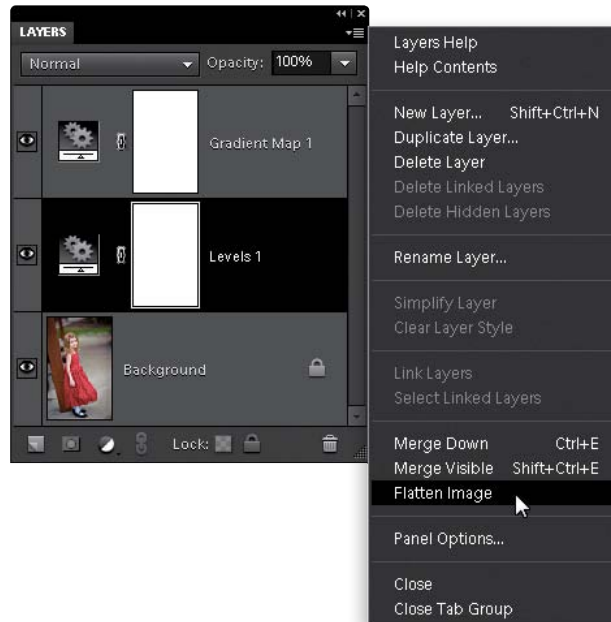 LAYERS
Normal Opacity: 100%
Gradient Map 1
Levels 1
Background
Lock:
Layers Help
Help Contents
New Layer... Shift+Ctrl+N
Duplicate Layer...
Delete Layer
Delete Linked Layers
Delete Hidden Layers
Rename Layer...
Simplify Layer
Clear Layer Style
Link Layers
Select Linked Layers
Merge Down Ctrl+E
Merge Visible Shift+Ctrl+E
Flatten Image
Panel Options...
Close
Close Tab Group